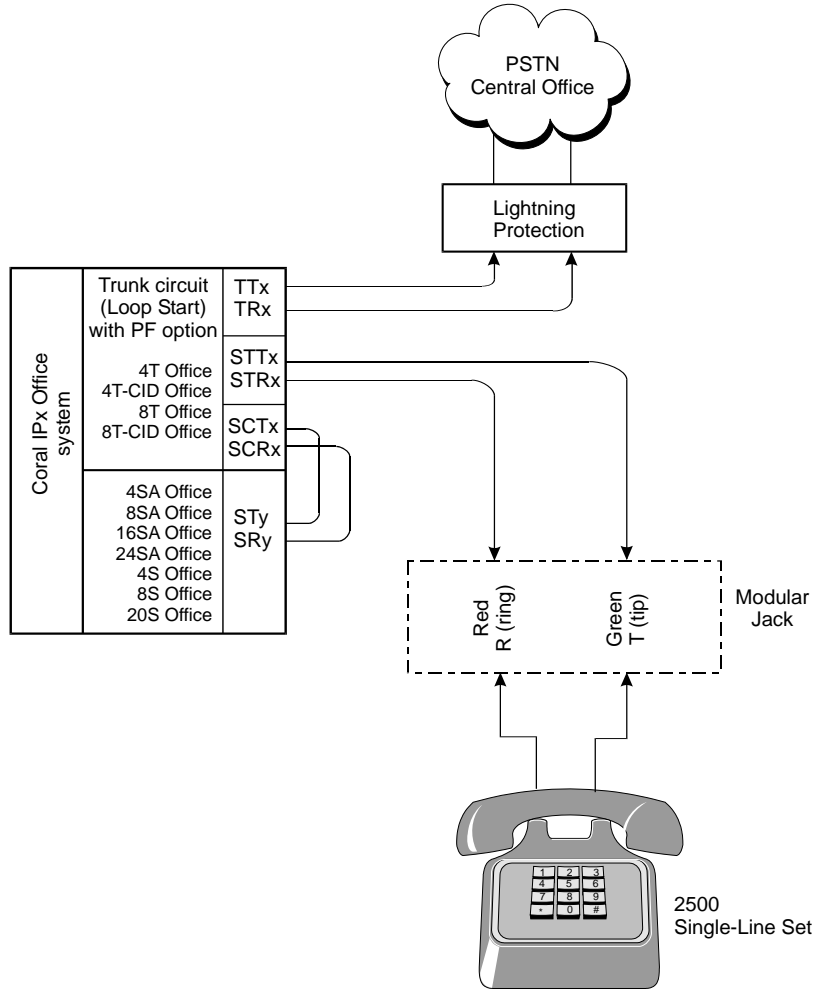 PSTN
Central Office
Lightning
Protection
Coral IPx Office
system
Trunk circuit
(Loop Start)
with PF option
4T Office
4T-CID Office
8T Office
8T-CID Office
TTx
TRx
STTx
STRx
SCTx
SCRx
4SA Office
8SA Office
16SA Office
24SA Office
4S Office
8S Office
20S Office
STy
SRy
Red
R (ring)
Green
T (tip)
Modular
Jack
1 2 3
4 5 6
7 8 9
* 0 #
2500
Single-Line Set